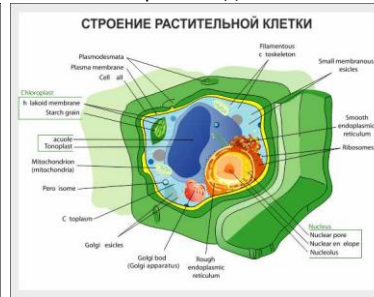 СТРОЕНИЕ РАСТИТЕЛЬНОЙ КЛЕТКИ
Plasmodesmata
Plasma membrane
Cell all
Chloroplast
h lakoid membrane
Starch grain
acuole
Tonoplast
Mitochondrion
(mitochondria)
Pero isome
C toplasm
Golgi esicles
Golgi bod
(Golgi apparatus)
Rough
endoplasmic
reticulum
Filamentous
c toskeleton
Small membranous
esicles
Smooth
endoplasmic
reticulum
Ribosomes
Nucleus
Nuclear pore
Nuclear en elope
Nucleolus